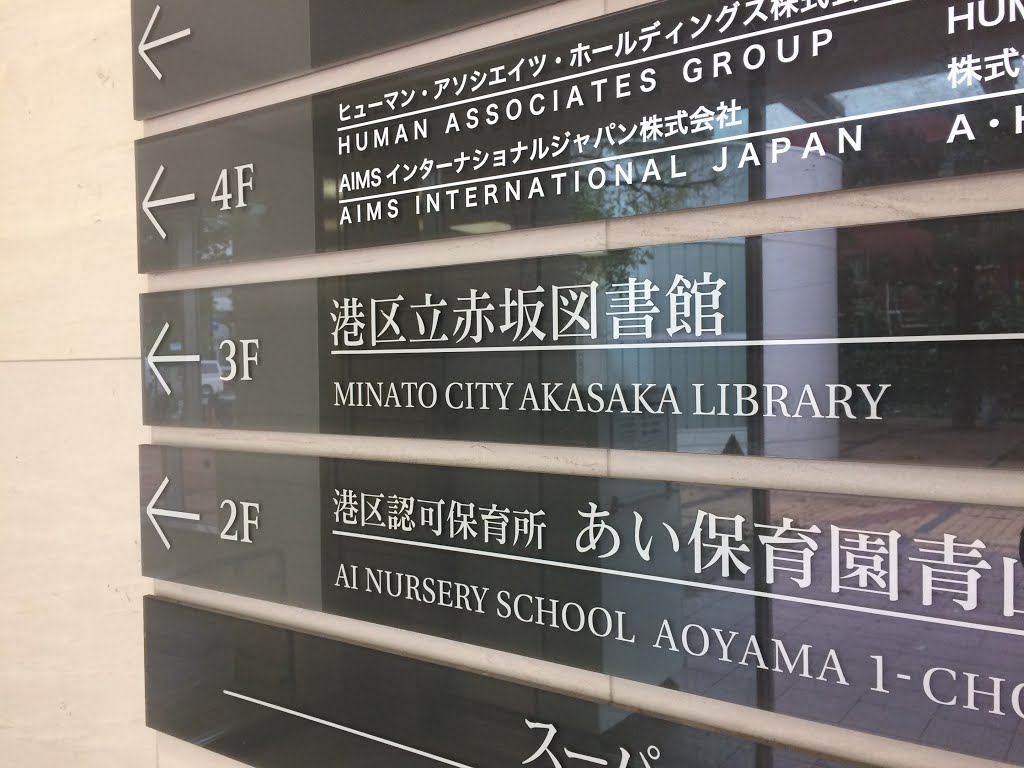 ←
ヒューマン・アソシエイツ・ホールディングス株式会
HUMAN ASSOCIATES GROUP
HUM
← 4F
AIMSインターナショナルジャパン株式会社
株式
AIMS INTERNATIONAL JAPAN
A・H
← 3F
港区立赤坂図書館
MINATO CITY AKASAKA LIBRARY
← 2F
港区認可保育所 あい保育園青山
AI NURSERY SCHOOL AOYAMA 1-CHO
スーパ